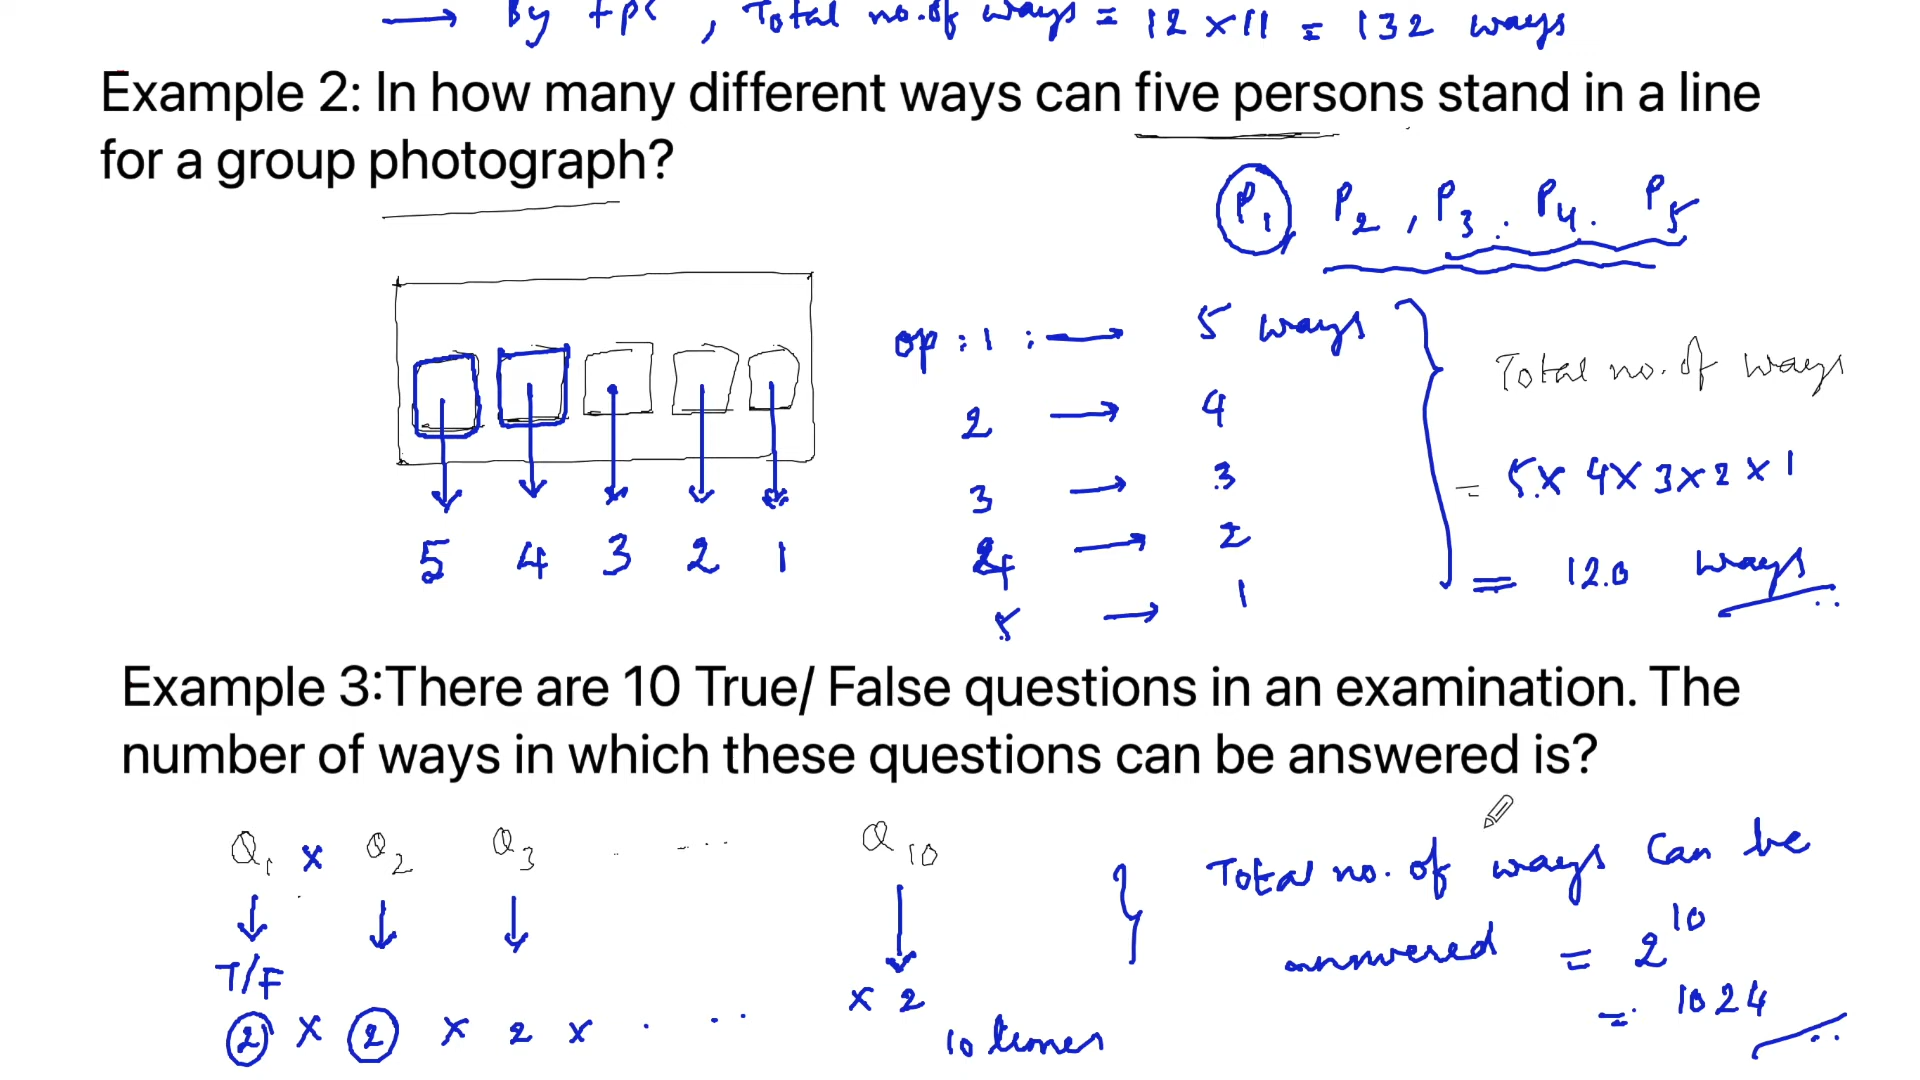 → By fpc , Total no. of ways = 12 × 11 = 132 ways
Example 2: In how many different ways can five persons stand in a line
for a group photograph?
P1, P2 , P3 . P4 . P5
op : 1 : → 5 ways
2 → 4
3 → 3
4 → 2
5 → 1
5 4 3 2 1
Total no. of ways
= 5 × 4 × 3 × 2 × 1
= 120 ways
Example 3:There are 10 True/ False questions in an examination. The
number of ways in which these questions can be answered is?
Q1 × Q2 Q3 . . . . Q10
T/F
2 × 2 × 2 × . . . × 2
10 times
Total no. of ways can be
answered = 2^10
= 1024